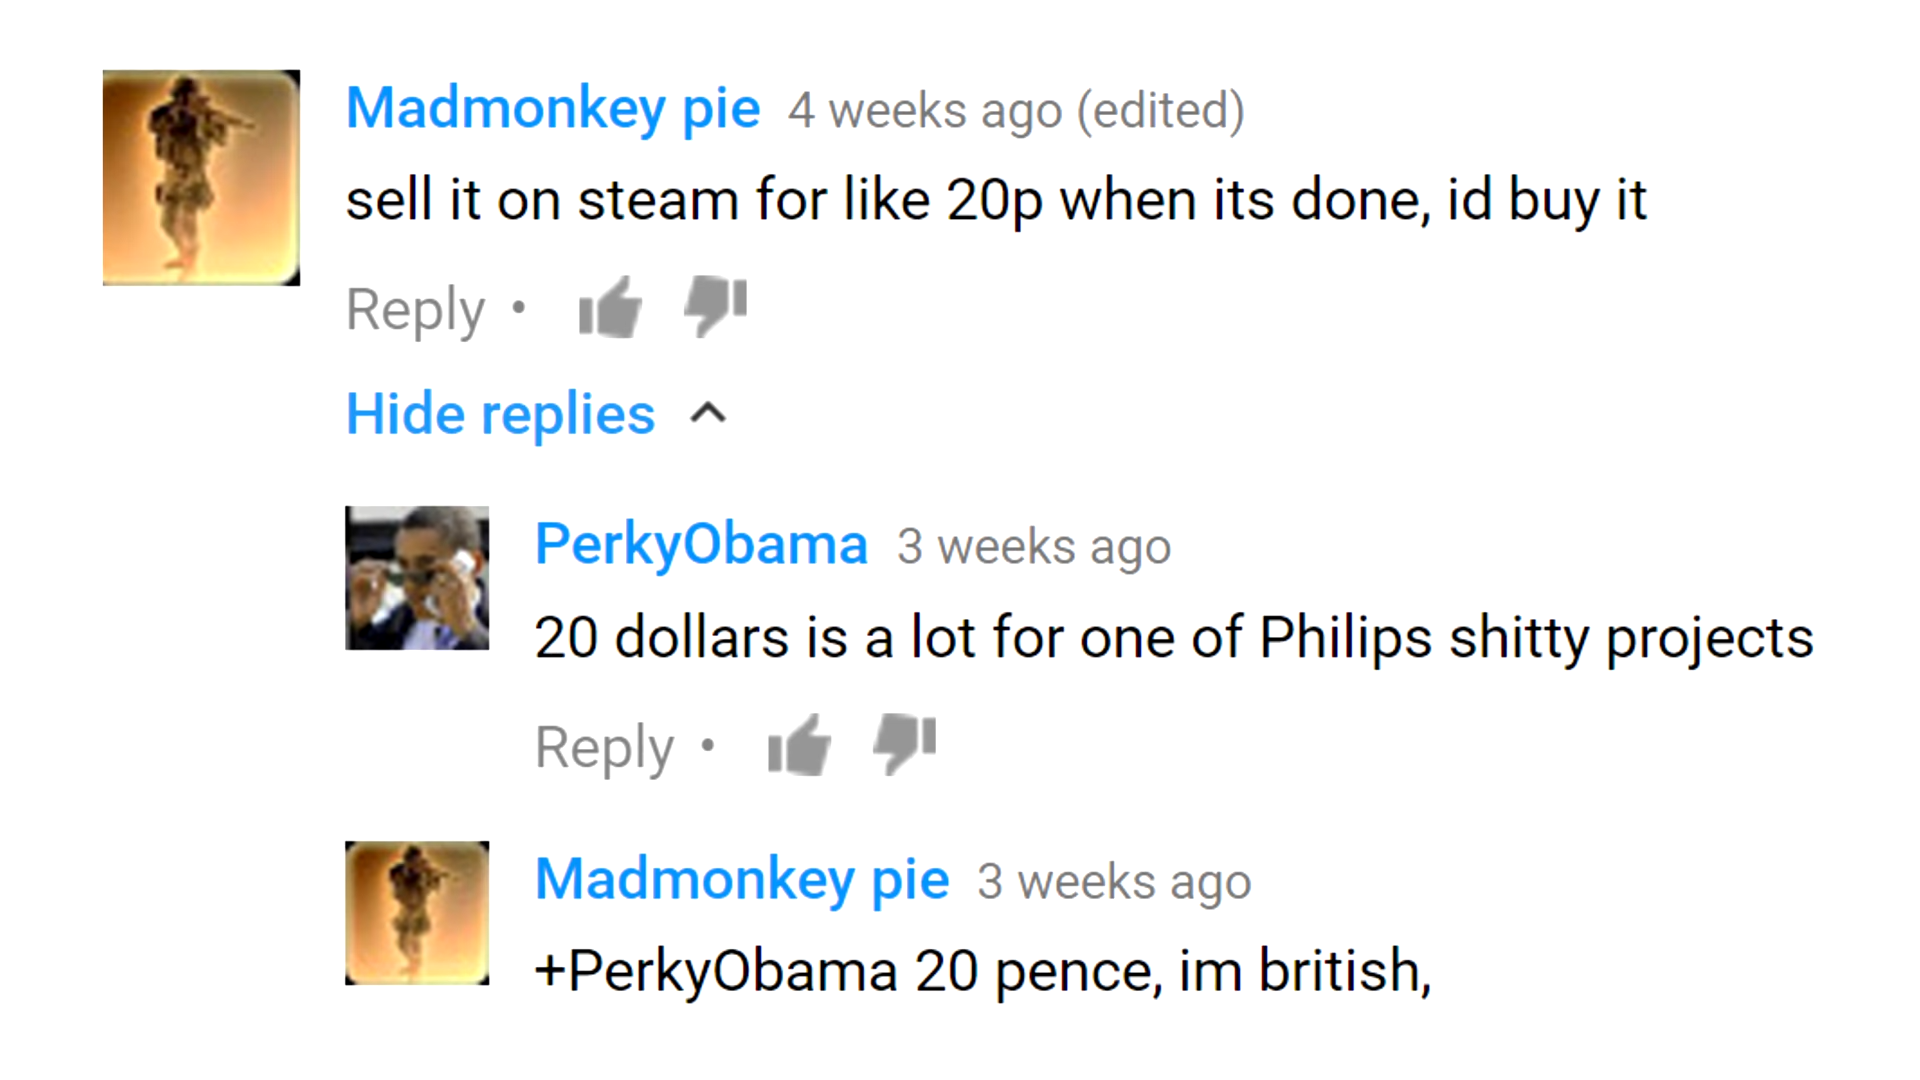 Madmonkey pie 4 weeks ago (edited)
sell it on steam for like 20p when its done, id buy it
Reply •
Hide replies
PerkyObama 3 weeks ago
20 dollars is a lot for one of Philips shitty projects
Reply •
Madmonkey pie 3 weeks ago
+PerkyObama 20 pence, im british,